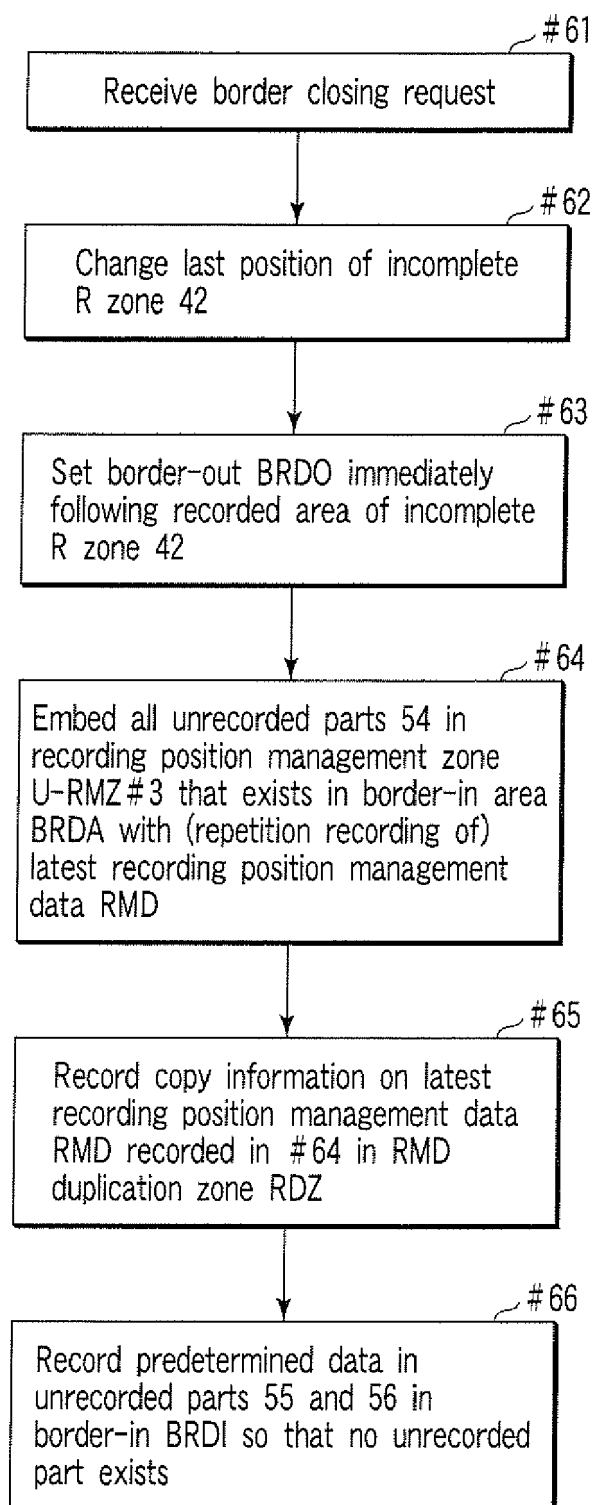 #61
Receive border closing request
#62
Change last position of incomplete
R zone 42
#63
Set border-out BRDO immediately
following recorded area of incomplete
R zone 42
#64
Embed all unrecorded parts 54 in
recording position management zone
U-RMZ#3 that exists in border-in area
BRDA with (repetition recording of)
latest recording position management
data RMD
#65
Record copy information on latest
recording position management data
RMD recorded in #64 in RMD
duplication zone RDZ
#66
Record predetermined data in
unrecorded parts 55 and 56 in
border-in BRDI so that no unrecorded
part exists